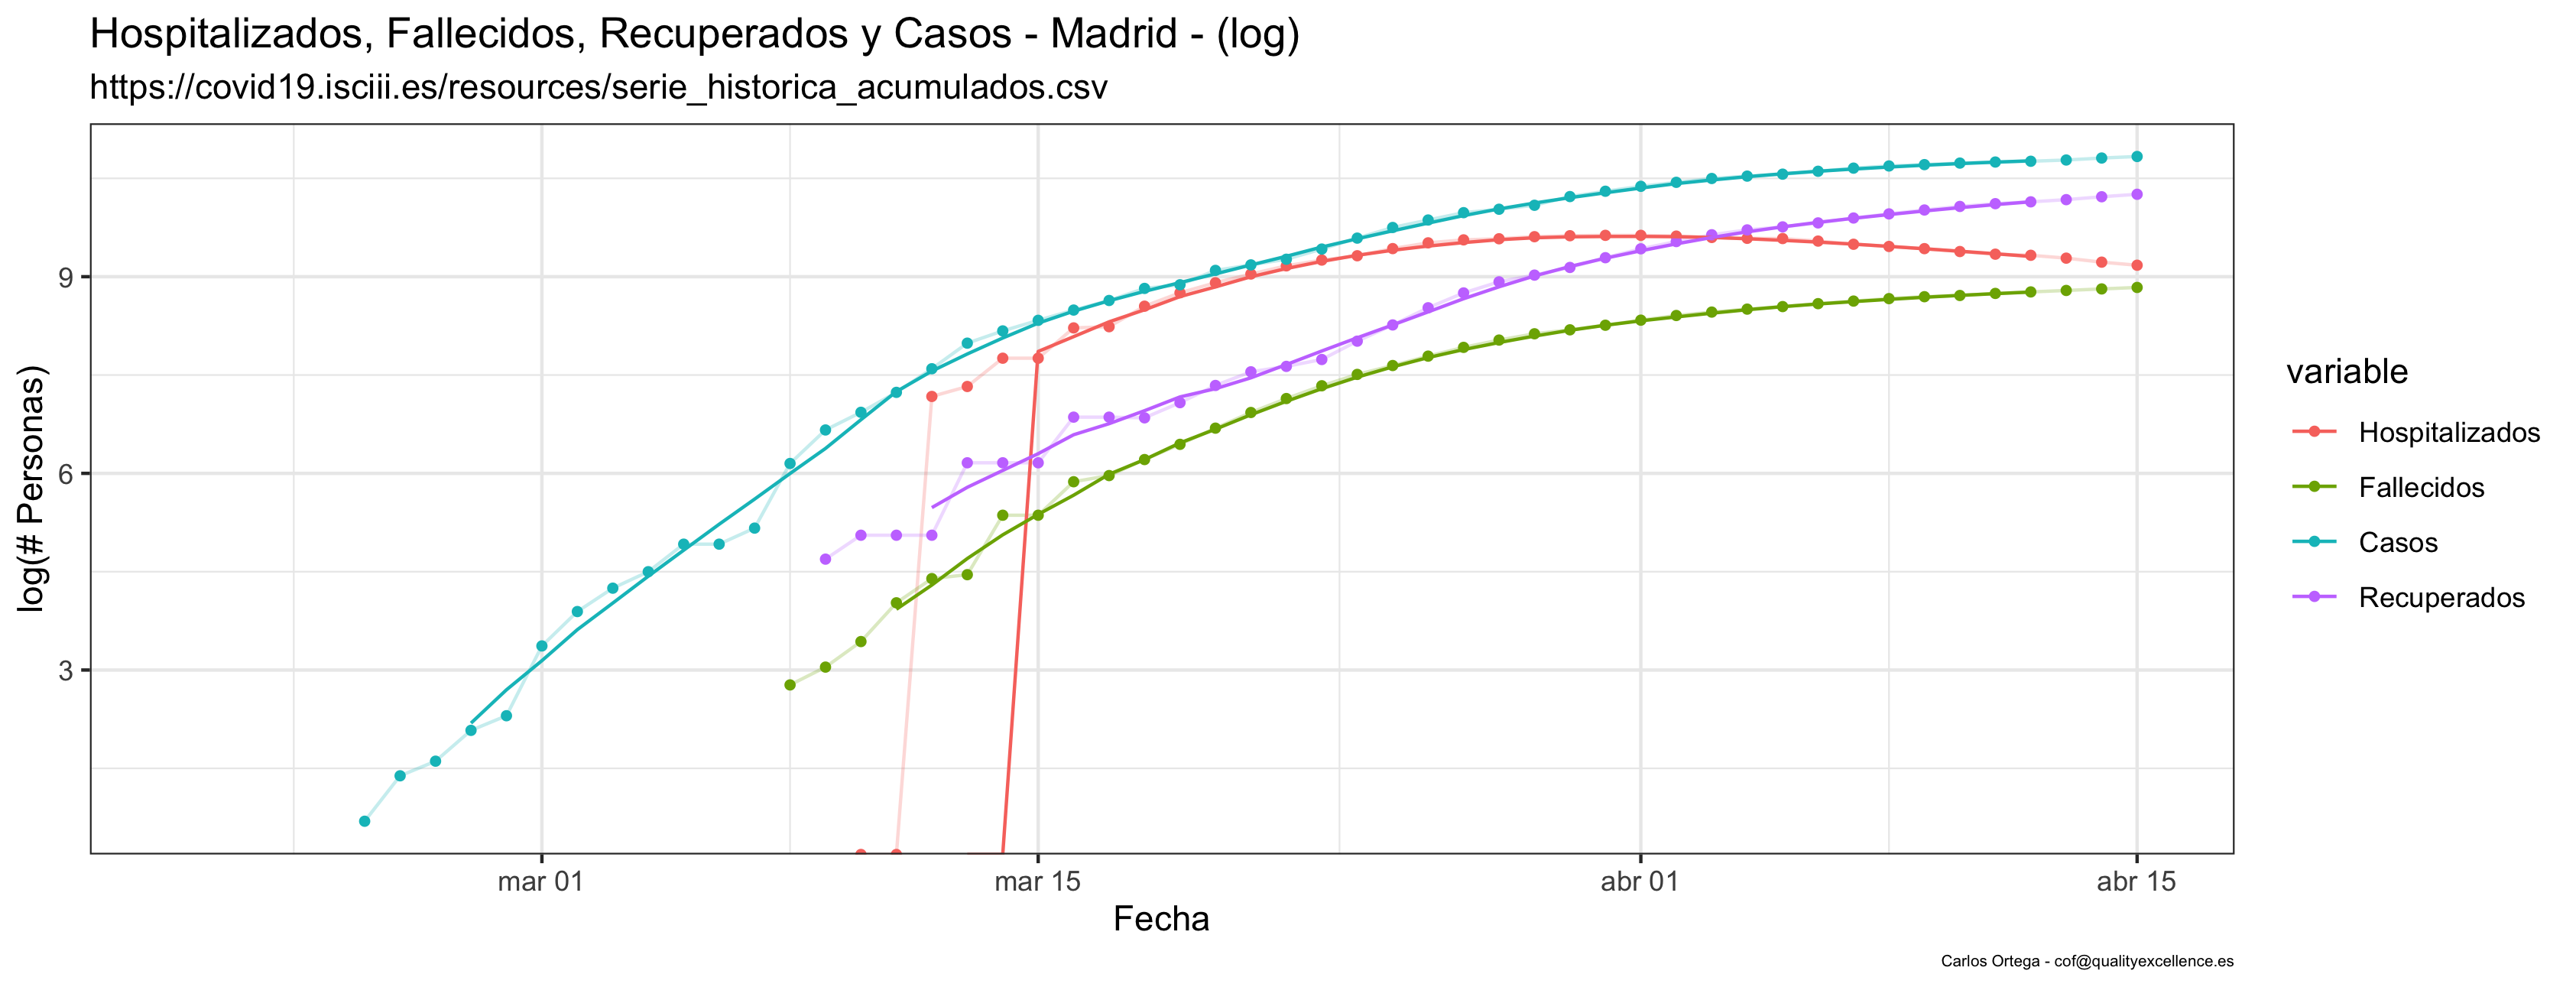 Hospitalizados, Fallecidos, Recuperados y Casos - Madrid - (log)
https://covid19.isciii.es/resources/serie_historica_acumulados.csv
log(# Personas)
9
6
3
mar 01
mar 15
abr 01
abr 15
Fecha
variable
Hospitalizados
Fallecidos
Casos
Recuperados
Carlos Ortega - cof@qualityexcellence.es